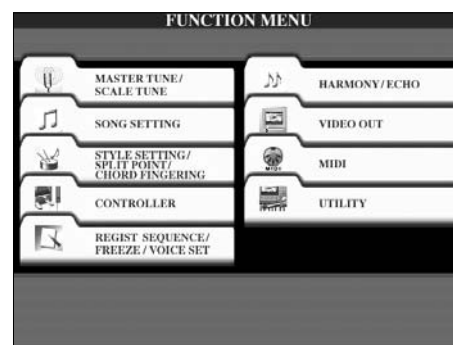 FUNCTION MENU
MASTER TUNE/
SCALE TUNE
SONG SETTING
STYLE SETTING/
SPLIT POINT/
CHORD FINGERING
CONTROLLER
REGIST SEQUENCE/
FREEZE / VOICE SET
HARMONY/ECHO
VIDEO OUT
MIDI
MIDI
UTILITY